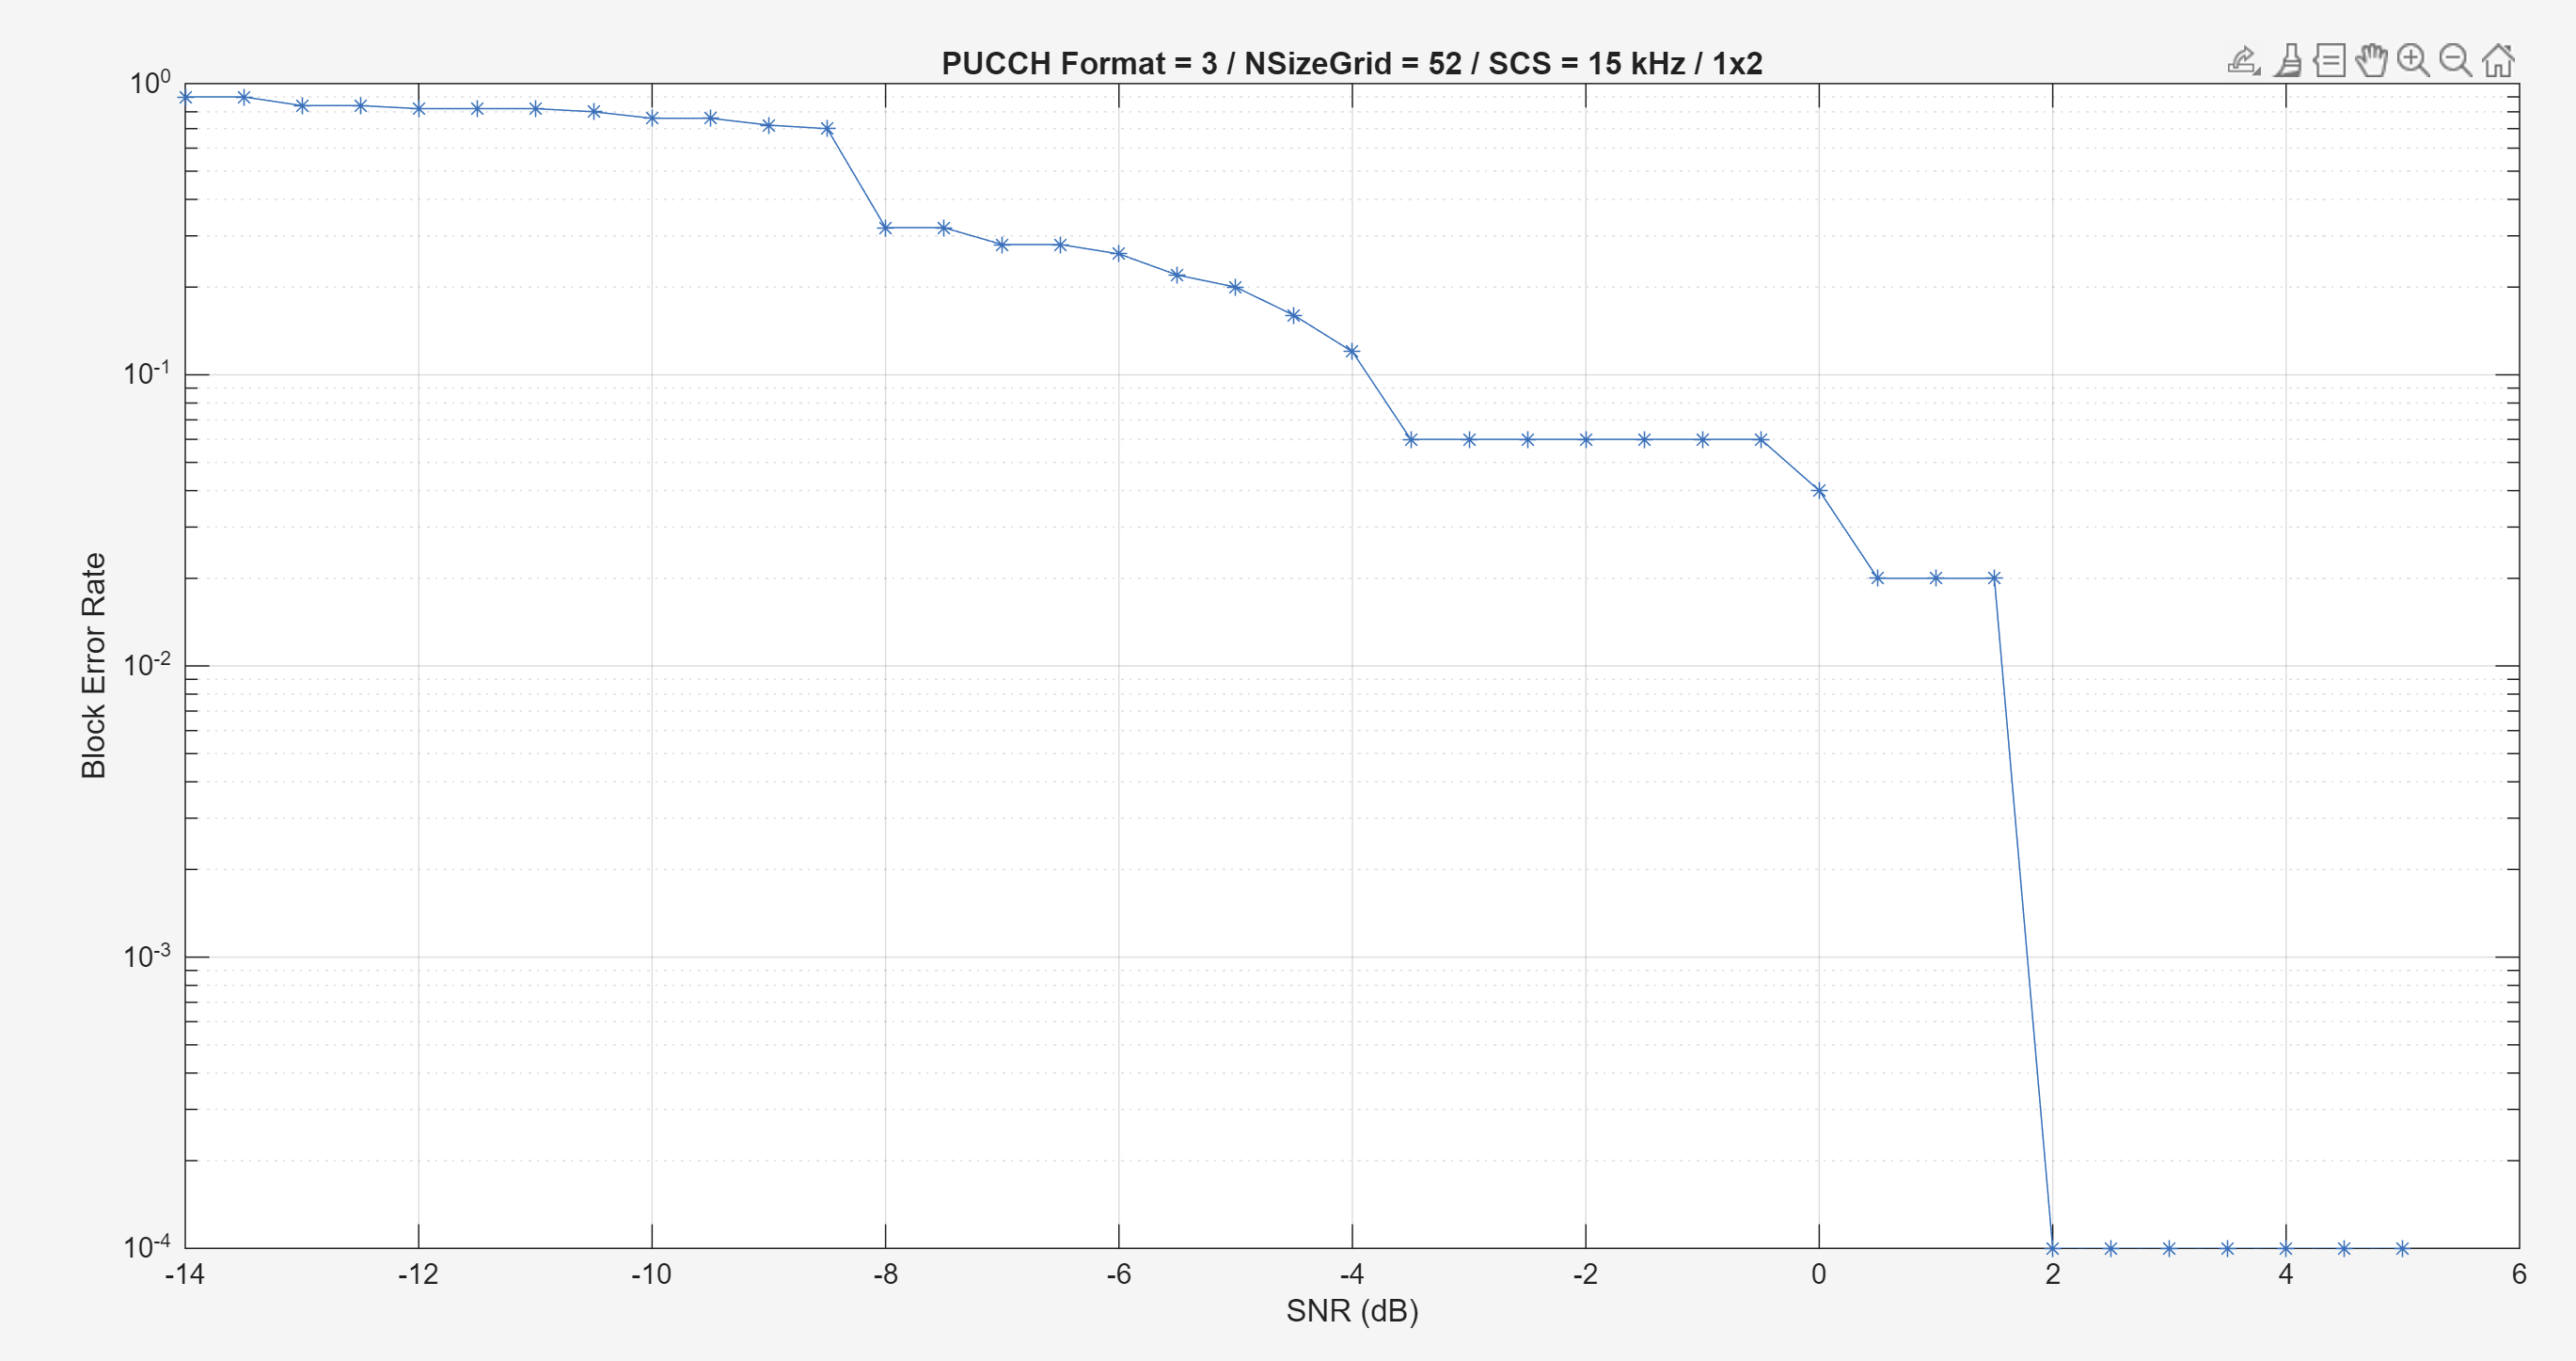 PUCCH Format = 3 / NSizeGrid = 52 / SCS = 15 kHz / 1x2
10^0
10^-1
10^-2
10^-3
10^-4
Block Error Rate
-14 -12 -10 -8 -6 -4 -2 0 2 4 6
SNR (dB)